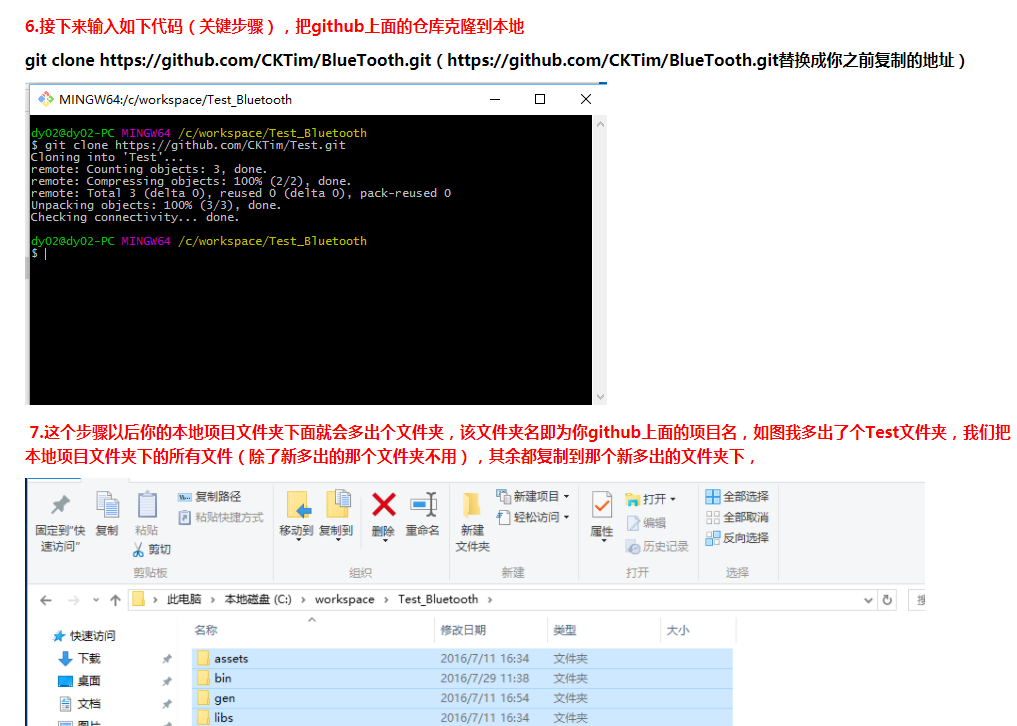 6.接下来输入如下代码（关键步骤），把github上面的仓库克隆到本地
git clone https://github.com/CKTim/BlueTooth.git（https://github.com/CKTim/BlueTooth.git替换成你之前复制的地址）
MINGW64:/c/workspace/Test_Bluetooth
dy02@dy02-PC MINGW64 /c/workspace/Test_Bluetooth
$ git clone https://github.com/CKTim/Test.git
Cloning into 'Test'...
remote: Counting objects: 3, done.
remote: Compressing objects: 100% (2/2), done.
remote: Total 3 (delta 0), reused 0 (delta 0), pack-reused 0
Unpacking objects: 100% (3/3), done.
Checking connectivity... done.
dy02@dy02-PC MINGW64 /c/workspace/Test_Bluetooth
$
7.这个步骤以后你的本地项目文件夹下面就会多出个文件夹，该文件夹名即为你github上面的项目名，如图我多出了个Test文件夹，我们把
本地项目文件夹下的所有文件（除了新多出的那个文件夹不用），其余都复制到那个新多出的文件夹下，
复制路径 新建项目 打开 全部选择
粘贴快捷方式 轻松访问 编辑 全部取消
固定到"快 复制 粘贴 移动到 复制到 删除 重命名 新建 属性
速访问" 剪切 文件夹 历史记录 反向选择
剪贴板 组织 新建 打开 选择
此电脑 > 本地磁盘 (C:) > workspace > Test_Bluetooth >
名称 修改日期 类型 大小
快速访问
下载 assets 2016/7/11 16:34 文件夹
桌面 bin 2016/7/29 11:38 文件夹
文档 gen 2016/7/11 16:54 文件夹
图片 libs 2016/7/11 16:34 文件夹